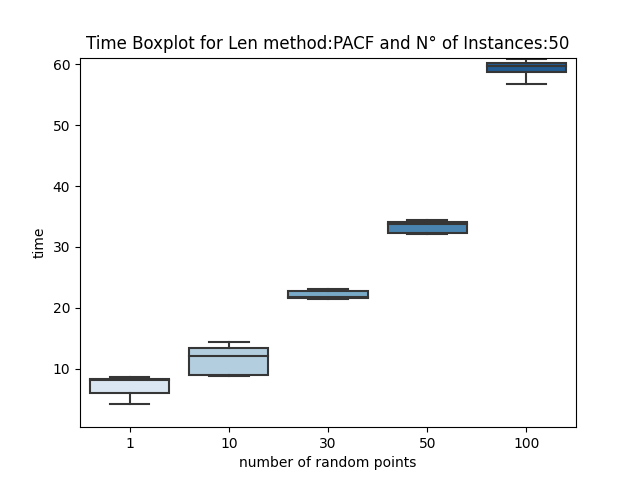 Time Boxplot for Len method:PACF and N° of Instances:50
60
50
40
30
20
10
time
1 10 30 50 100
number of random points